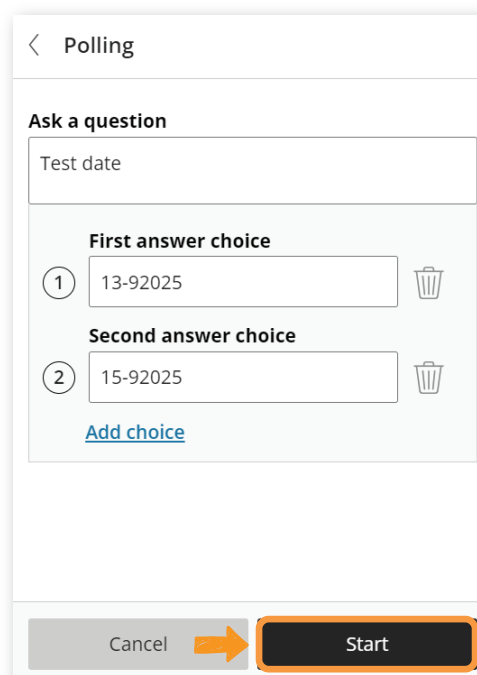 Polling
Ask a question
Test date
First answer choice
1 13-92025
Second answer choice
2 15-92025
Add choice
Cancel Start